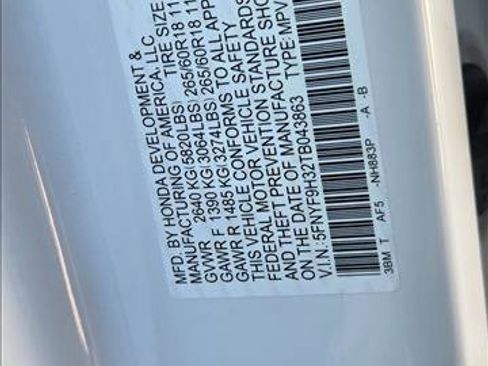 MFD. BY HONDA DEVELOPMENT &
MANUFACTURING OF AMERICA, LLC
2640 KG(5820LBS) TIRE SIZE
GVWR
GAWR F 1390 KG(3064LBS) 265/60R18 11
GAWR R 1485 KG(3274LBS) 265/60R18 11
THIS VEHICLE CONFORMS TO ALL APP
FEDERAL MOTOR VEHICLE SAFETY
AND THEFT PREVENTION STANDARDS
ON THE DATE OF MANUFACTURE SHO
V.I.N: 5FNYF9H32TB043863 TYPE: MPV
3BM T AF5 -NH883P -A -B